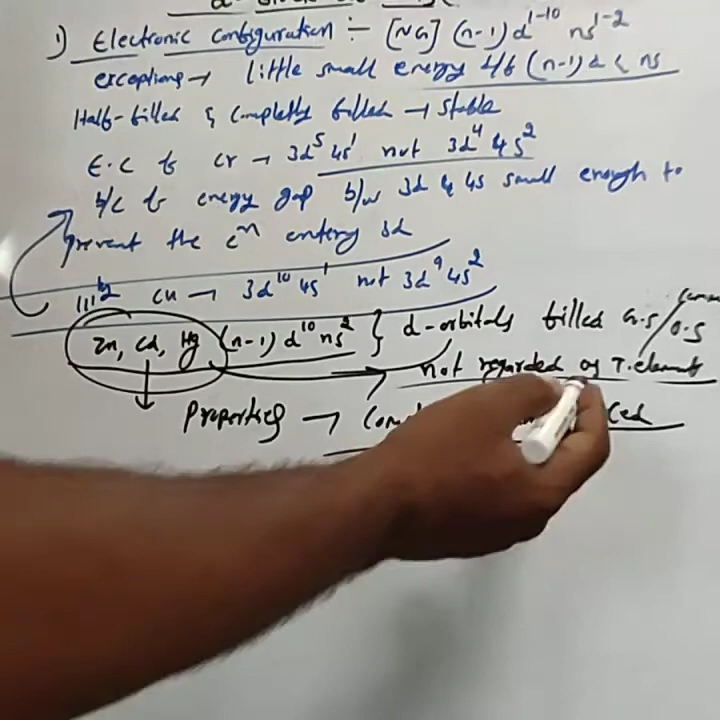 1) Electronic configuration :- [NG] (n-1) d¹⁻¹⁰ ns¹⁻²
exceptions → little small energy b/w (n-1)d & ns
Half-filled & completly filled → stable
E.C of Cr → 3d⁵ 4s¹ not 3d⁴ 4s²
b/c of energy gap b/w 3d & 4s small enough to
prevent the eⁿ entering 3d
111ly Cu → 3d¹⁰ 4s¹ not 3d⁹ 4s²
Zn, Cd, Hg (n-1) d¹⁰ ns² } d-orbitals filled G.S / O.S
not regarded as T. elements
Properties →